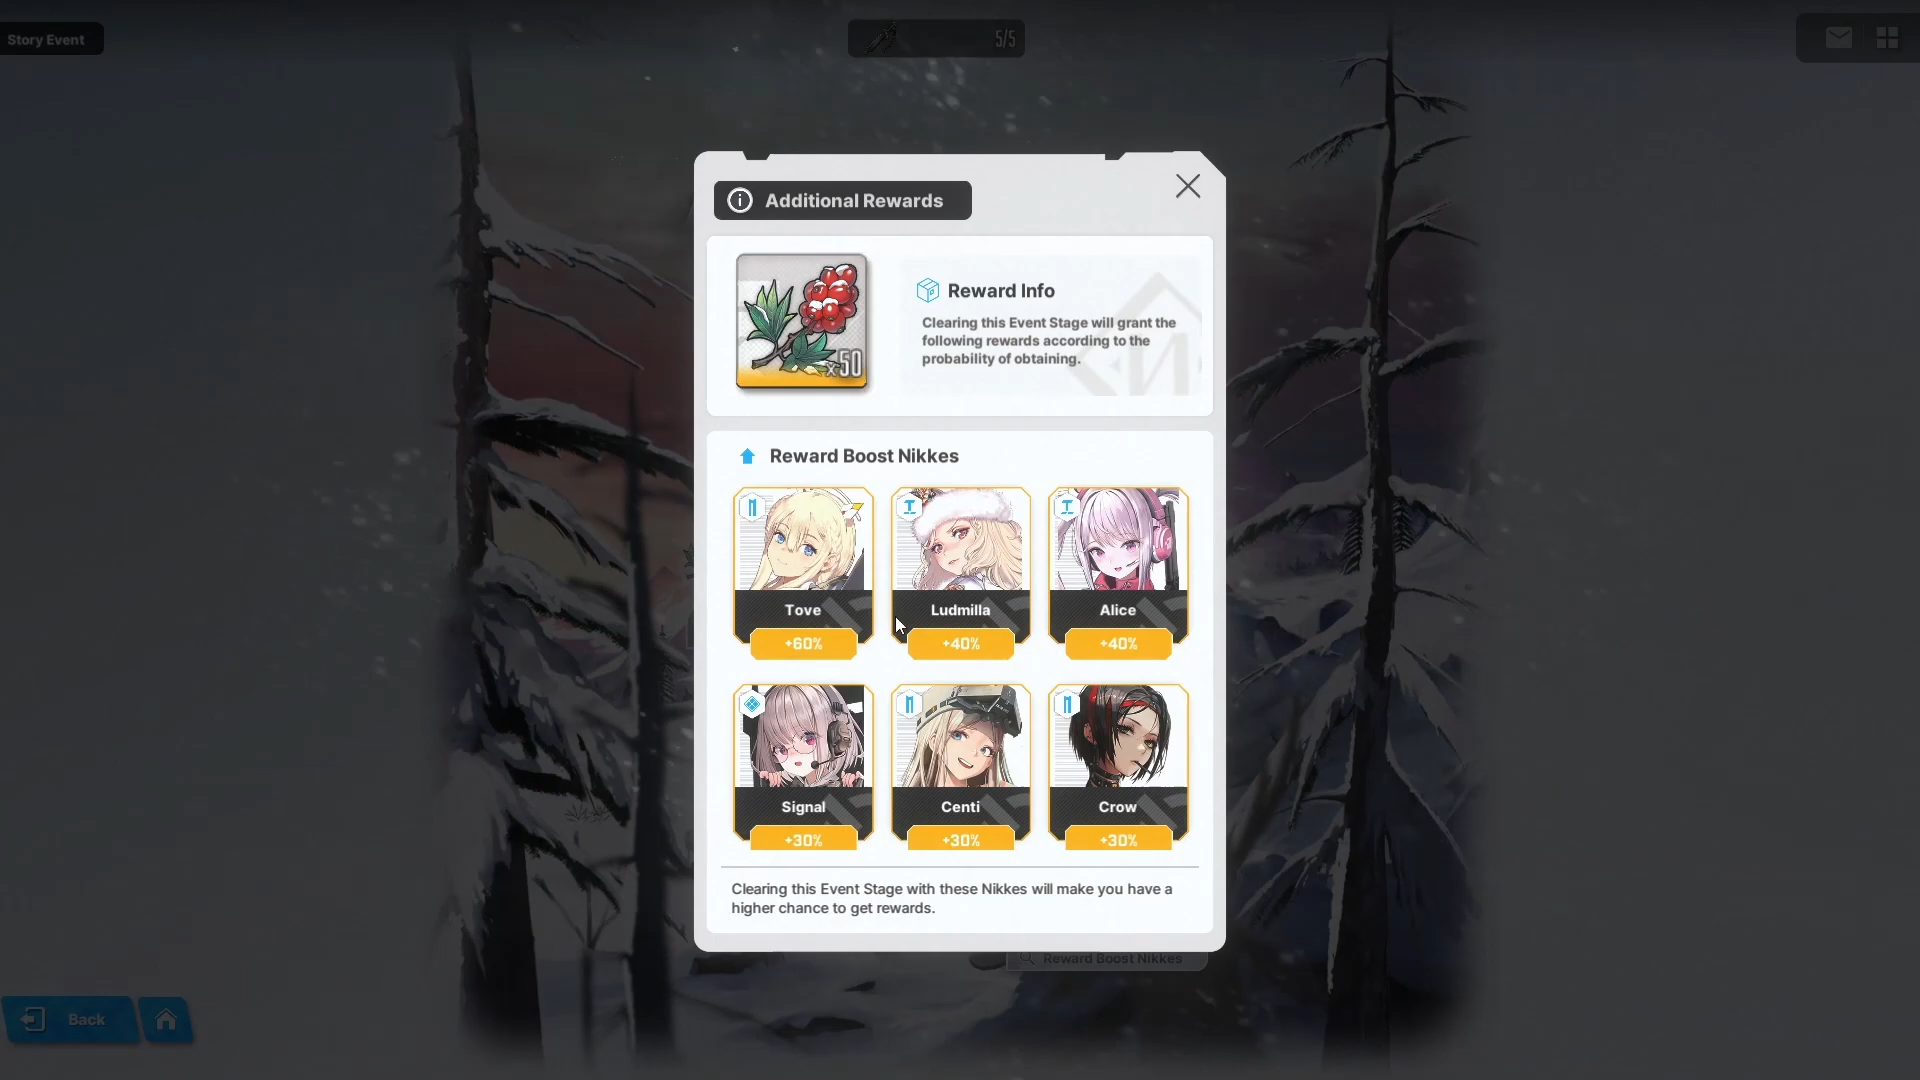 Story Event
5/5
Additional Rewards
x50
Reward Info
Clearing this Event Stage will grant the
following rewards according to the
probability of obtaining.
Reward Boost Nikkes
Tove
Ludmilla
Alice
+60%
+40%
+40%
Signal
Centi
Crow
+30%
+30%
+30%
Clearing this Event Stage with these Nikkes will make you have a
higher chance to get rewards.
Reward Boost Nikkes
Back